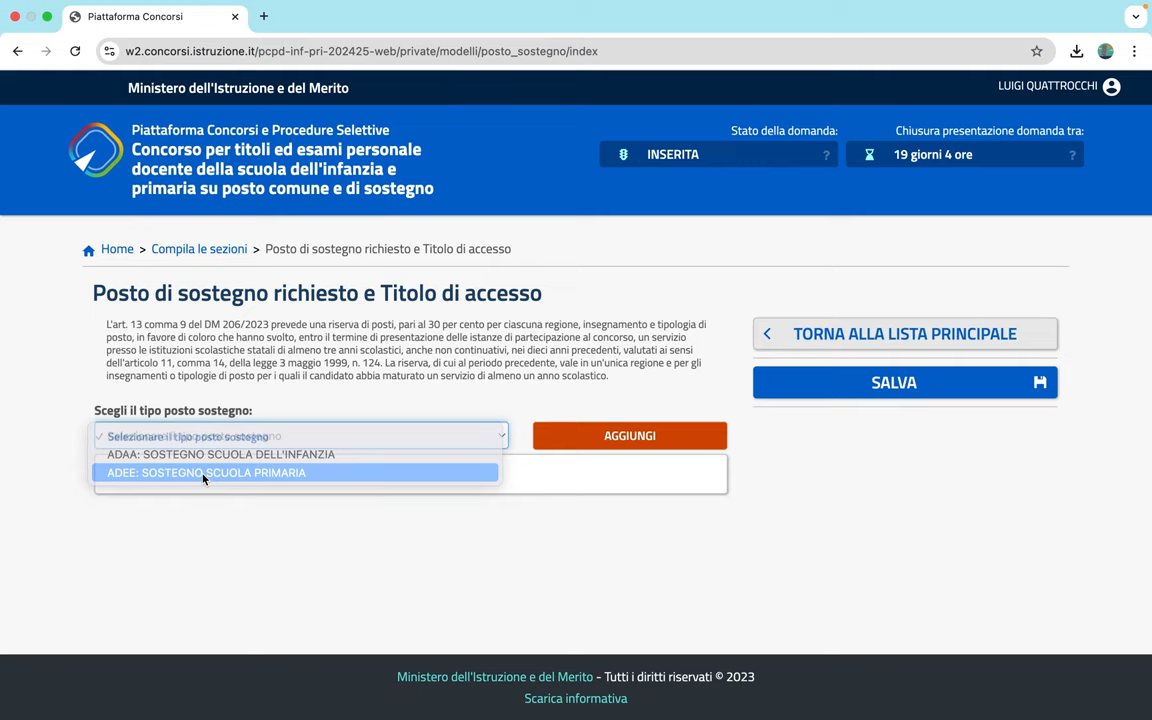 Piattaforma Concorsi
w2.concorsi.istruzione.it/pcpd-inf-pri-202425-web/private/modelli/posto_sostegno/index
Ministero dell'Istruzione e del Merito
LUIGI QUATTROCCHI
Piattaforma Concorsi e Procedure Selettive
Concorso per titoli ed esami personale
docente della scuola dell'infanzia e
primaria su posto comune e di sostegno
Stato della domanda:
INSERITA ?
Chiusura presentazione domanda tra:
19 giorni 4 ore ?
Home > Compila le sezioni > Posto di sostegno richiesto e Titolo di accesso
Posto di sostegno richiesto e Titolo di accesso
L'art. 13 comma 9 del DM 206/2023 prevede una riserva di posti, pari al 30 per cento per ciascuna regione, insegnamento e tipologia di
posto, in favore di coloro che hanno svolto, entro il termine di presentazione delle istanze di partecipazione al concorso, un servizio
presso le istituzioni scolastiche statali di almeno tre anni scolastici, anche non continuativi, nei dieci anni precedenti, valutati ai sensi
dell'articolo 11, comma 14, della legge 3 maggio 1999, n. 124. La riserva, di cui al periodo precedente, vale in un'unica regione e per gli
insegnamenti o tipologie di posto per i quali il candidato abbia maturato un servizio di almeno un anno scolastico.
TORNA ALLA LISTA PRINCIPALE
SALVA
Scegli il tipo posto sostegno:
Selezionare il tipo posto sostegno
ADAA: SOSTEGNO SCUOLA DELL'INFANZIA
ADEE: SOSTEGNO SCUOLA PRIMARIA
AGGIUNGI
Ministero dell'Istruzione e del Merito - Tutti i diritti riservati © 2023
Scarica informativa